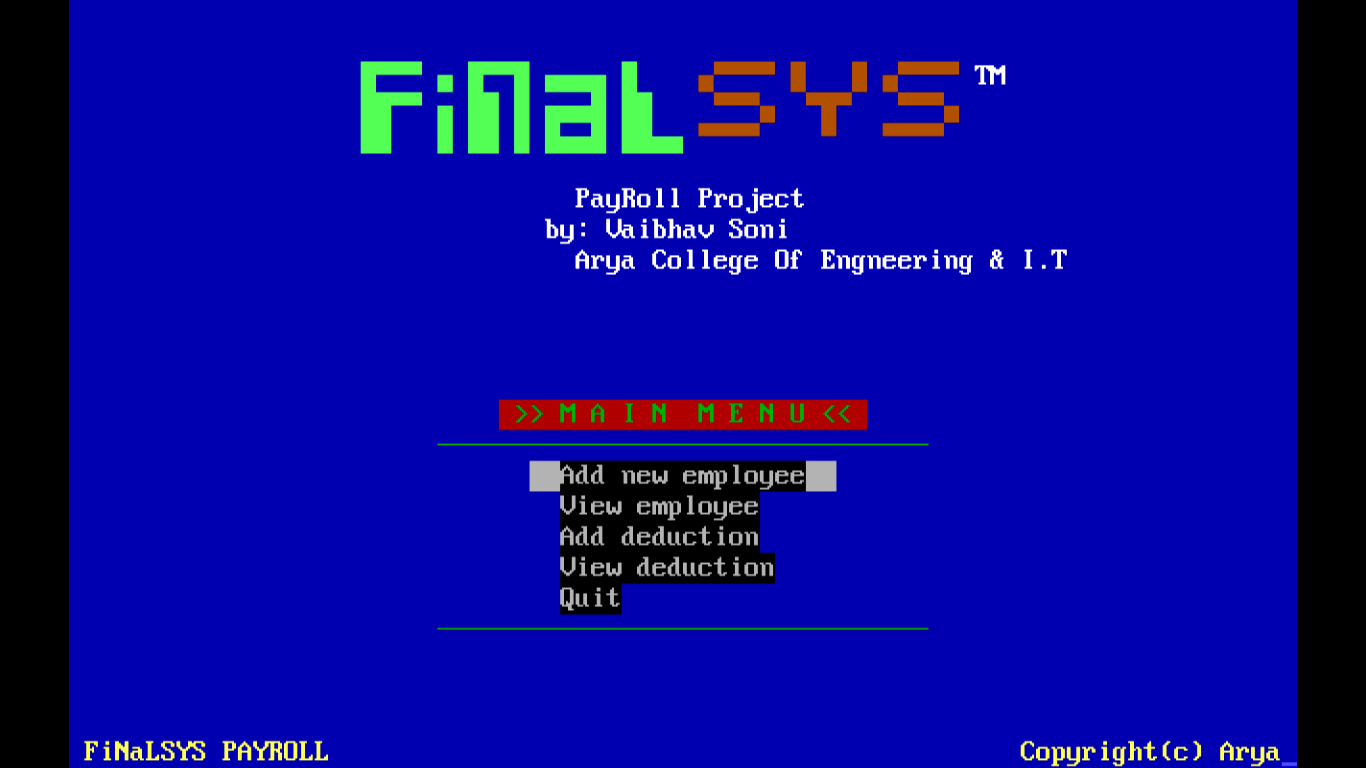 FiNaLSYS™
PayRoll Project
by: Vaibhav Soni
Arya College Of Engneering & I.T
>> M A I N  M E N U <<
Add new employee
View employee
Add deduction
View deduction
Quit
FiNaLSYS PAYROLL
Copyright(c) Arya_